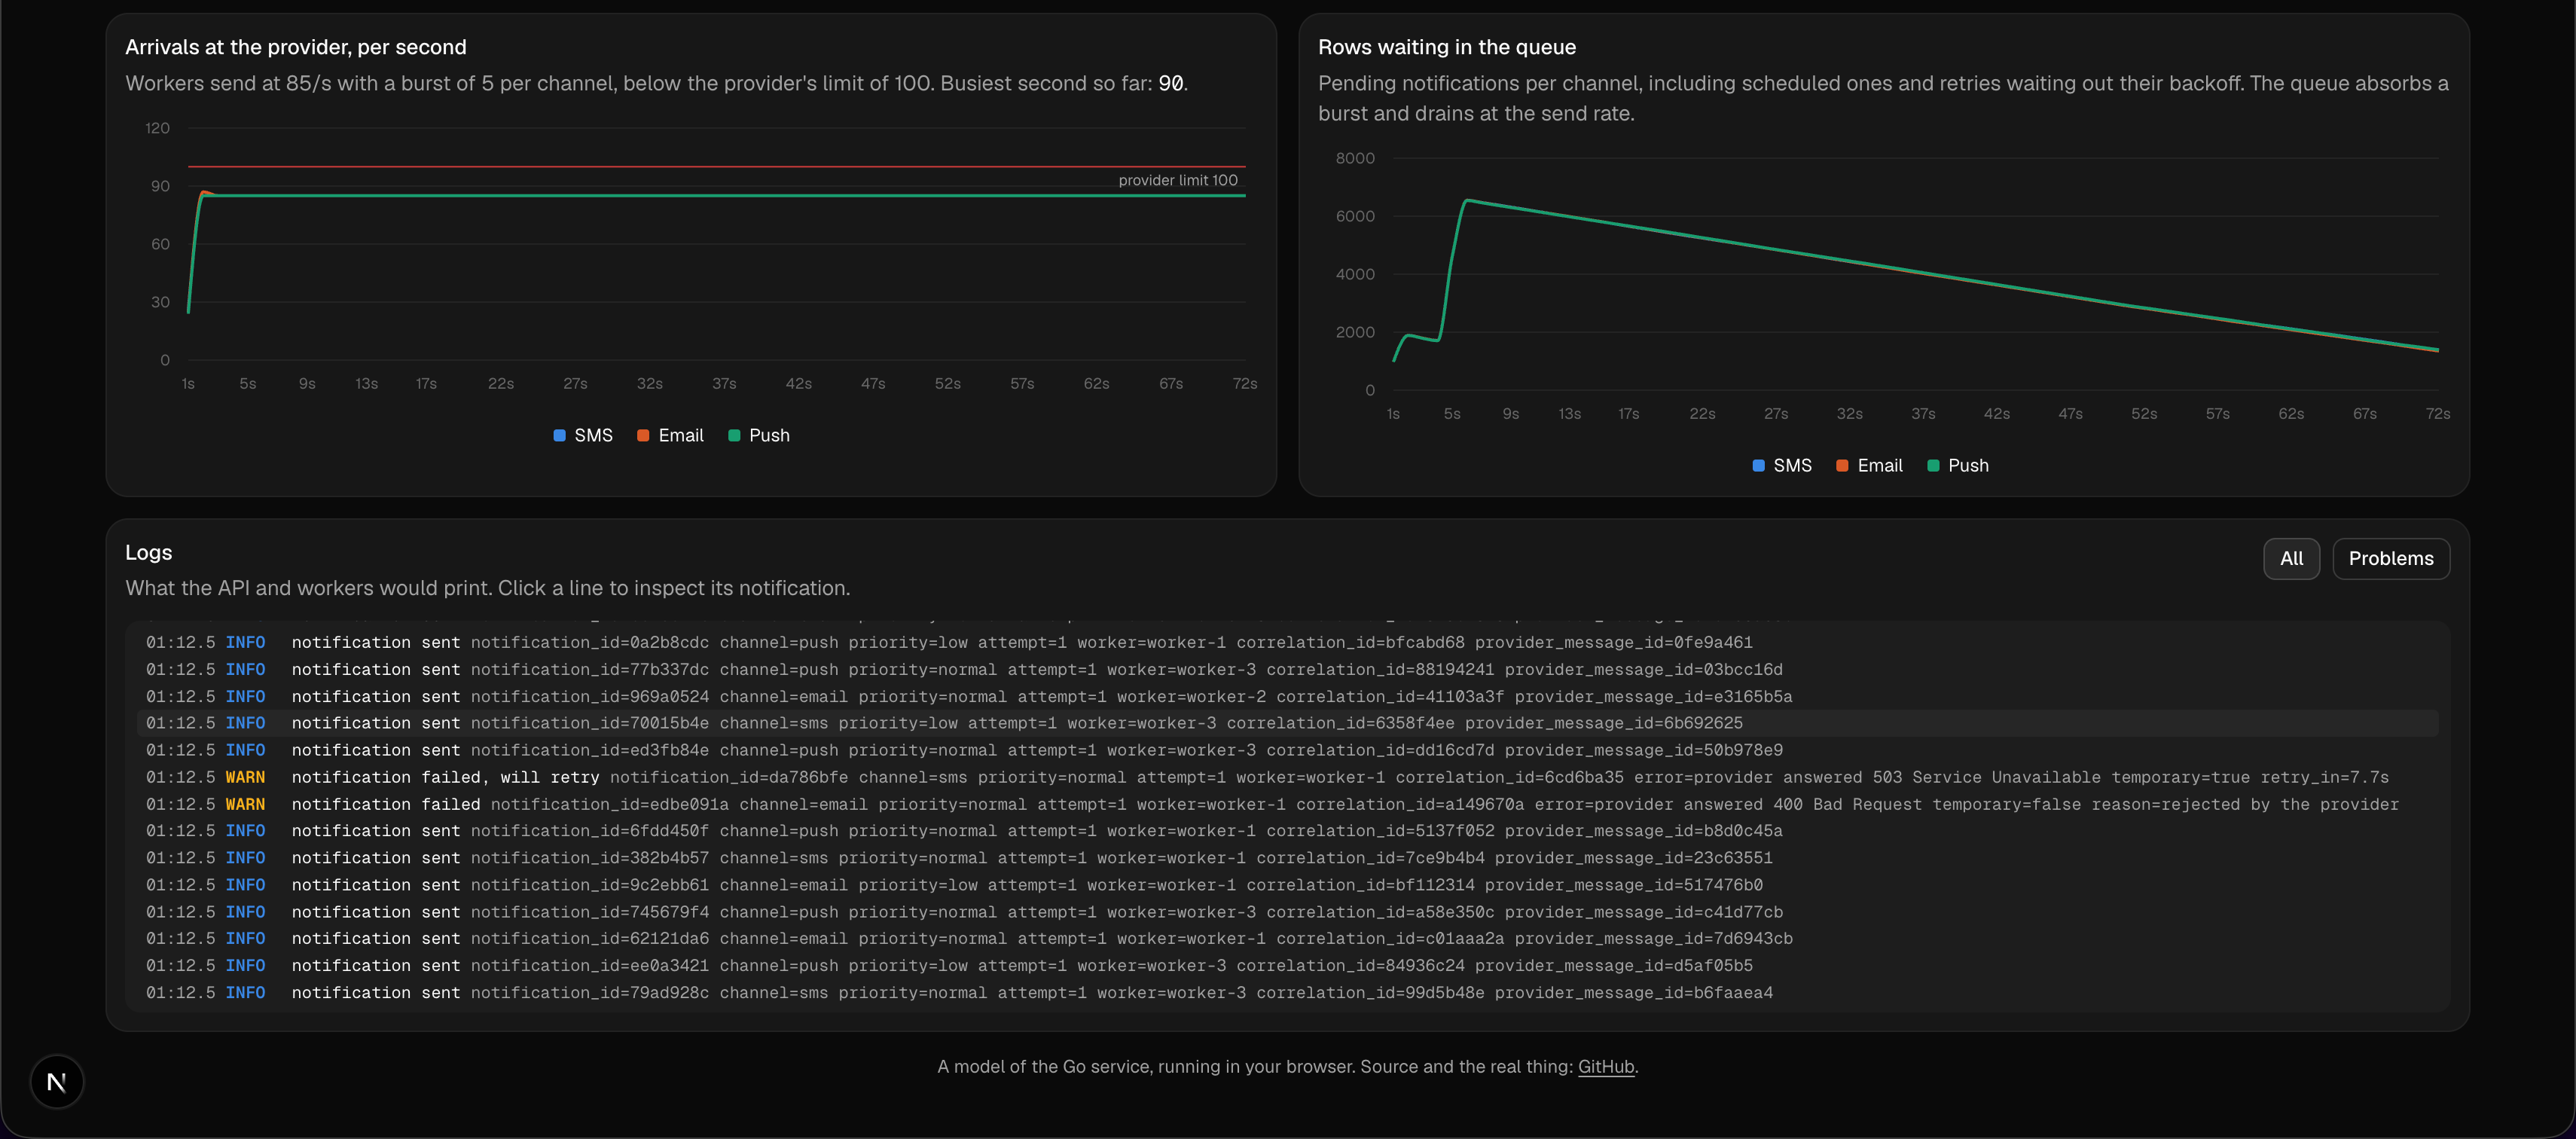 Arrivals at the provider, per second
Workers send at 85/s with a burst of 5 per channel, below the provider's limit of 100. Busiest second so far: 90.
120
90
60
30
0
provider limit 100
1s 5s 9s 13s 17s 22s 27s 32s 37s 42s 47s 52s 57s 62s 67s 72s
SMS Email Push
Rows waiting in the queue
Pending notifications per channel, including scheduled ones and retries waiting out their backoff. The queue absorbs a
burst and drains at the send rate.
8000
6000
4000
2000
0
1s 5s 9s 13s 17s 22s 27s 32s 37s 42s 47s 52s 57s 62s 67s 72s
SMS Email Push
Logs
All Problems
What the API and workers would print. Click a line to inspect its notification.
01:12.5 INFO notification sent notification_id=0a2b8cdc channel=push priority=low attempt=1 worker=worker-1 correlation_id=bfcabd68 provider_message_id=0fe9a461
01:12.5 INFO notification sent notification_id=77b337dc channel=push priority=normal attempt=1 worker=worker-3 correlation_id=88194241 provider_message_id=03bcc16d
01:12.5 INFO notification sent notification_id=969a0524 channel=email priority=normal attempt=1 worker=worker-2 correlation_id=41103a3f provider_message_id=e3165b5a
01:12.5 INFO notification sent notification_id=70015b4e channel=sms priority=low attempt=1 worker=worker-3 correlation_id=6358f4ee provider_message_id=6b692625
01:12.5 INFO notification sent notification_id=ed3fb84e channel=push priority=normal attempt=1 worker=worker-3 correlation_id=dd16cd7d provider_message_id=50b978e9
01:12.5 WARN notification failed, will retry notification_id=da786bfe channel=sms priority=normal attempt=1 worker=worker-1 correlation_id=6cd6ba35 error=provider answered 503 Service Unavailable temporary=true retry_in=7.7s
01:12.5 WARN notification failed notification_id=edbe091a channel=email priority=normal attempt=1 worker=worker-1 correlation_id=a149670a error=provider answered 400 Bad Request temporary=false reason=rejected by the provider
01:12.5 INFO notification sent notification_id=6fdd450f channel=push priority=normal attempt=1 worker=worker-1 correlation_id=5137f052 provider_message_id=b8d0c45a
01:12.5 INFO notification sent notification_id=382b4b57 channel=sms priority=normal attempt=1 worker=worker-1 correlation_id=7ce9b4b4 provider_message_id=23c63551
01:12.5 INFO notification sent notification_id=9c2ebb61 channel=email priority=low attempt=1 worker=worker-1 correlation_id=bf112314 provider_message_id=517476b0
01:12.5 INFO notification sent notification_id=745679f4 channel=push priority=normal attempt=1 worker=worker-3 correlation_id=a58e350c provider_message_id=c41d77cb
01:12.5 INFO notification sent notification_id=62121da6 channel=email priority=normal attempt=1 worker=worker-1 correlation_id=c01aaa2a provider_message_id=7d6943cb
01:12.5 INFO notification sent notification_id=ee0a3421 channel=push priority=low attempt=1 worker=worker-3 correlation_id=84936c24 provider_message_id=d5af05b5
01:12.5 INFO notification sent notification_id=79ad928c channel=sms priority=normal attempt=1 worker=worker-3 correlation_id=99d5b48e provider_message_id=b6faaea4
A model of the Go service, running in your browser. Source and the real thing: GitHub.
N